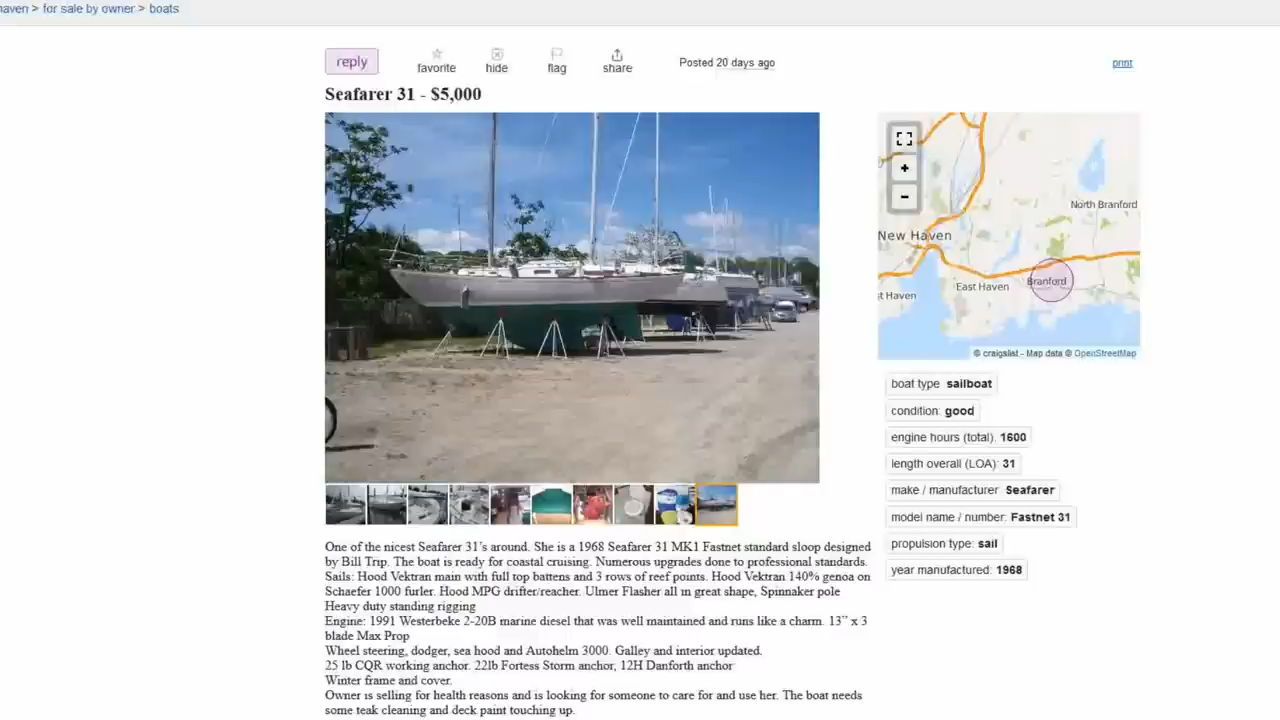 haven > for sale by owner > boats
reply
favorite
hide
flag
share
Posted 20 days ago
print
Seafarer 31 - $5,000
+
-
North Branford
New Haven
Branford
East Haven
st Haven
© craigslist - Map data © OpenStreetMap
boat type sailboat
condition: good
engine hours (total): 1600
length overall (LOA): 31
make / manufacturer: Seafarer
model name / number: Fastnet 31
propulsion type: sail
year manufactured: 1968
One of the nicest Seafarer 31's around. She is a 1968 Seafarer 31 MK1 Fastnet standard sloop designed
by Bill Trip. The boat is ready for coastal cruising. Numerous upgrades done to professional standards.
Sails: Hood Vektran main with full top battens and 3 rows of reef points. Hood Vektran 140% genoa on
Schaefer 1000 furler. Hood MPG drifter/reacher. Ulmer Flasher all in great shape, Spinnaker pole
Heavy duty standing rigging
Engine: 1991 Westerbeke 2-20B marine diesel that was well maintained and runs like a charm. 13” x 3
blade Max Prop
Wheel steering, dodger, sea hood and Autohelm 3000. Galley and interior updated.
25 lb CQR working anchor. 22lb Fortess Storm anchor, 12H Danforth anchor
Winter frame and cover.
Owner is selling for health reasons and is looking for someone to care for and use her. The boat needs
some teak cleaning and deck paint touching up.